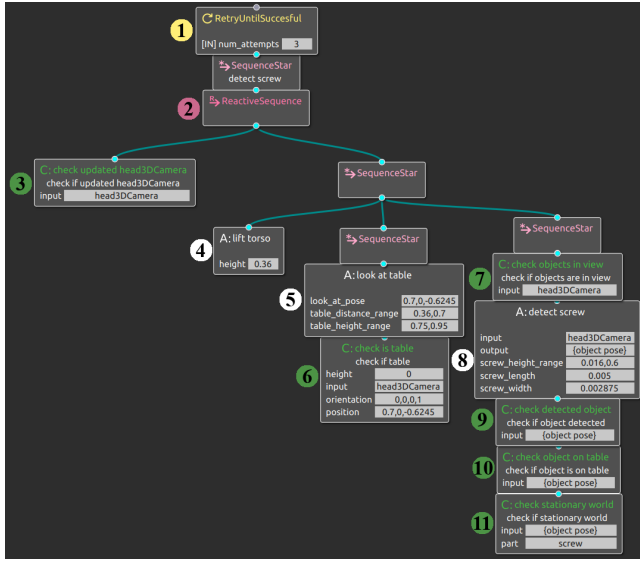 RetryUntilSuccesful
1
[IN] num_attempts 3
SequenceStar
detect screw
2
ReactiveSequence
3
C: check updated head3DCamera
check if updated head3DCamera
input head3DCamera
SequenceStar
4
A: lift torso
height 0.36
SequenceStar
5
A: look at table
look_at_pose 0.7,0,-0.6245
table_distance_range 0.36,0.7
table_height_range 0.75,0.95
6
C: check is table
check if table
height 0
input head3DCamera
orientation 0,0,0,1
position 0.7,0,-0.6245
SequenceStar
7
C: check objects in view
check if objects are in view
input head3DCamera
8
A: detect screw
input head3DCamera
output {object pose}
screw_height_range 0.016,0.6
screw_length 0.005
screw_width 0.002875
9
C: check detected object
check if object detected
input {object pose}
10
C: check object on table
check if object is on table
input {object pose}
11
C: check stationary world
check if stationary world
input {object pose}
part screw